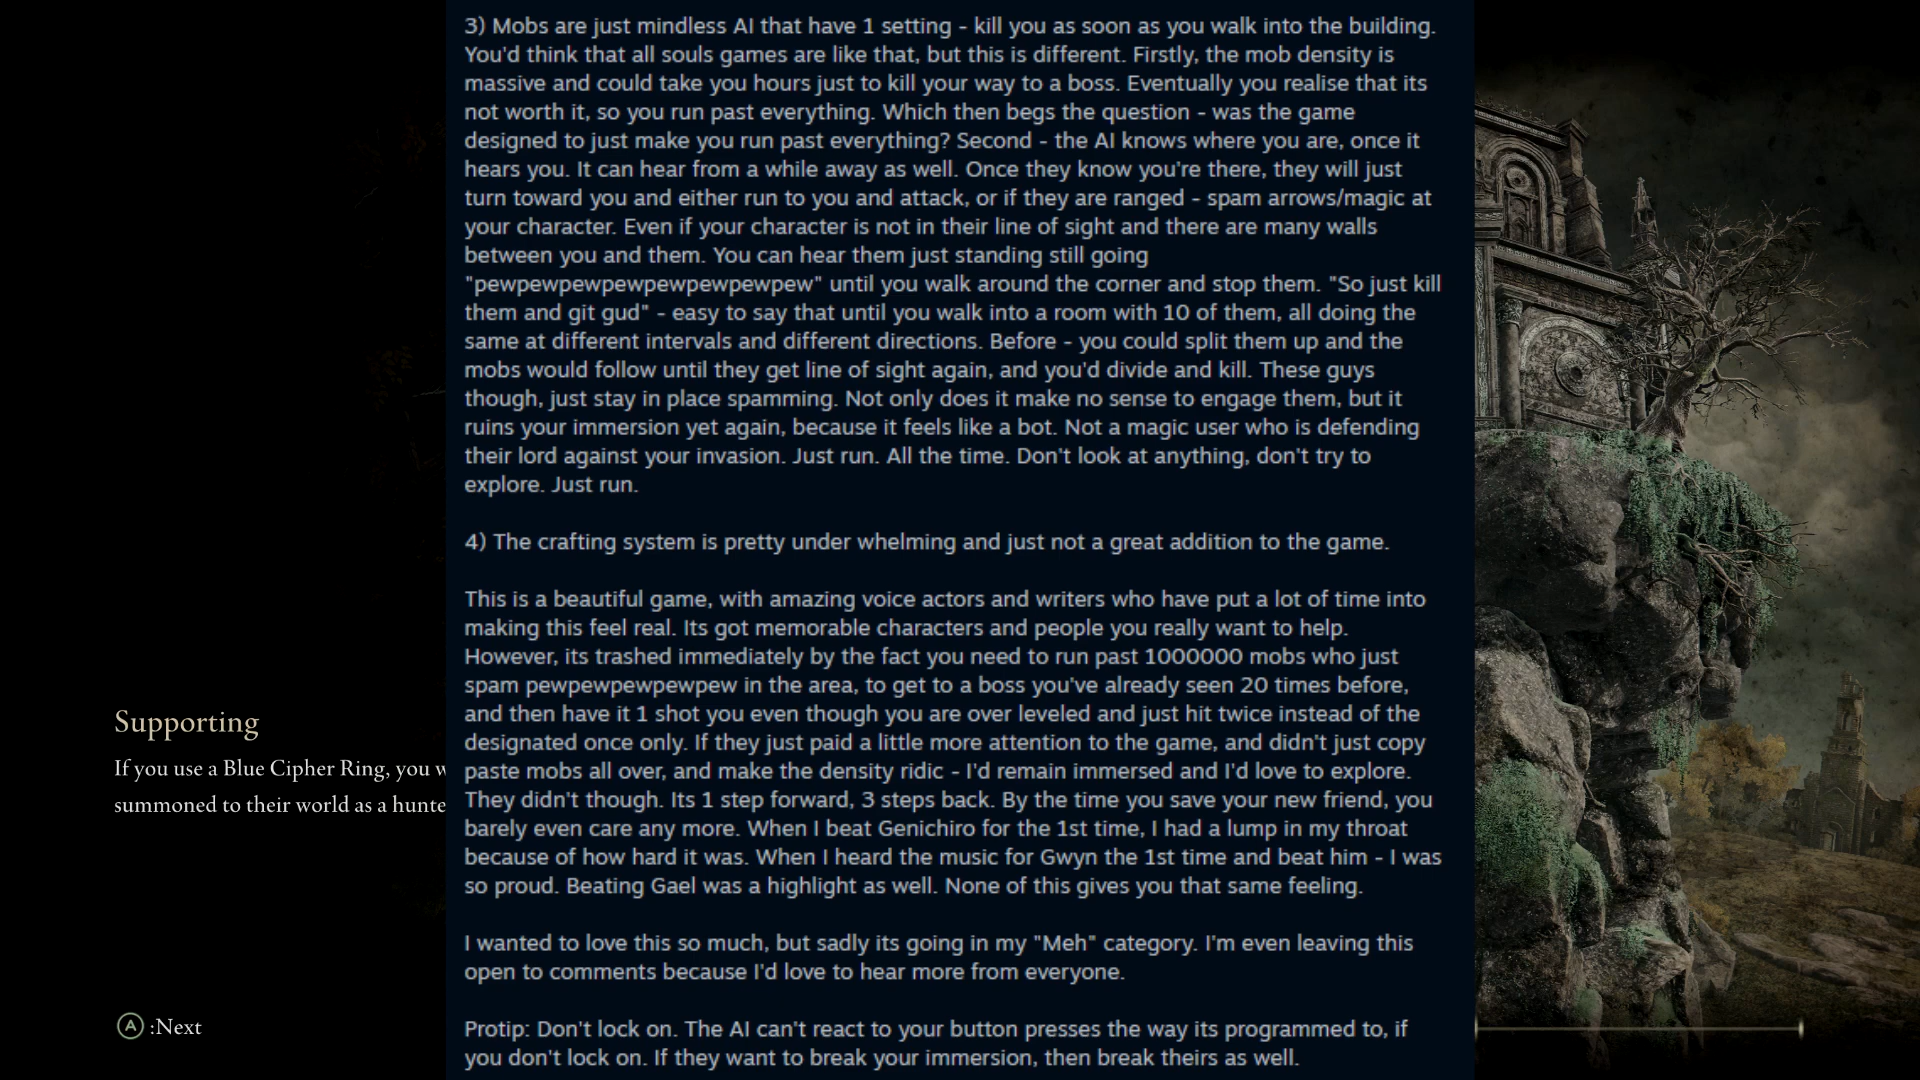 3) Mobs are just mindless AI that have 1 setting - kill you as soon as you walk into the building.
You'd think that all souls games are like that, but this is different. Firstly, the mob density is
massive and could take you hours just to kill your way to a boss. Eventually you realise that its
not worth it, so you run past everything. Which then begs the question - was the game
designed to just make you run past everything? Second - the AI knows where you are, once it
hears you. It can hear from a while away as well. Once they know you're there, they will just
turn toward you and either run to you and attack, or if they are ranged - spam arrows/magic at
your character. Even if your character is not in their line of sight and there are many walls
between you and them. You can hear them just standing still going
"pewpewpewpewpewpewpewpew" until you walk around the corner and stop them. "So just kill
them and git gud" - easy to say that until you walk into a room with 10 of them, all doing the
same at different intervals and different directions. Before - you could split them up and the
mobs would follow until they get line of sight again, and you'd divide and kill. These guys
though, just stay in place spamming. Not only does it make no sense to engage them, but it
ruins your immersion yet again, because it feels like a bot. Not a magic user who is defending
their lord against your invasion. Just run. All the time. Don't look at anything, don't try to
explore. Just run.
4) The crafting system is pretty under whelming and just not a great addition to the game.
This is a beautiful game, with amazing voice actors and writers who have put a lot of time into
making this feel real. Its got memorable characters and people you really want to help.
However, its trashed immediately by the fact you need to run past 1000000 mobs who just
spam pewpewpewpewpew in the area, to get to a boss you've already seen 20 times before,
and then have it 1 shot you even though you are over leveled and just hit twice instead of the
designated once only. If they just paid a little more attention to the game, and didn't just copy
paste mobs all over, and make the density ridic - I'd remain immersed and I'd love to explore.
They didn't though. Its 1 step forward, 3 steps back. By the time you save your new friend, you
barely even care any more. When I beat Genichiro for the 1st time, I had a lump in my throat
because of how hard it was. When I heard the music for Gwyn the 1st time and beat him - I was
so proud. Beating Gael was a highlight as well. None of this gives you that same feeling.
I wanted to love this so much, but sadly its going in my "Meh" category. I'm even leaving this
open to comments because I'd love to hear more from everyone.
Protip: Don't lock on. The AI can't react to your button presses the way its programmed to, if
you don't lock on. If they want to break your immersion, then break theirs as well.
Supporting
If you use a Blue Cipher Ring, you
summoned to their world as a
A :Next